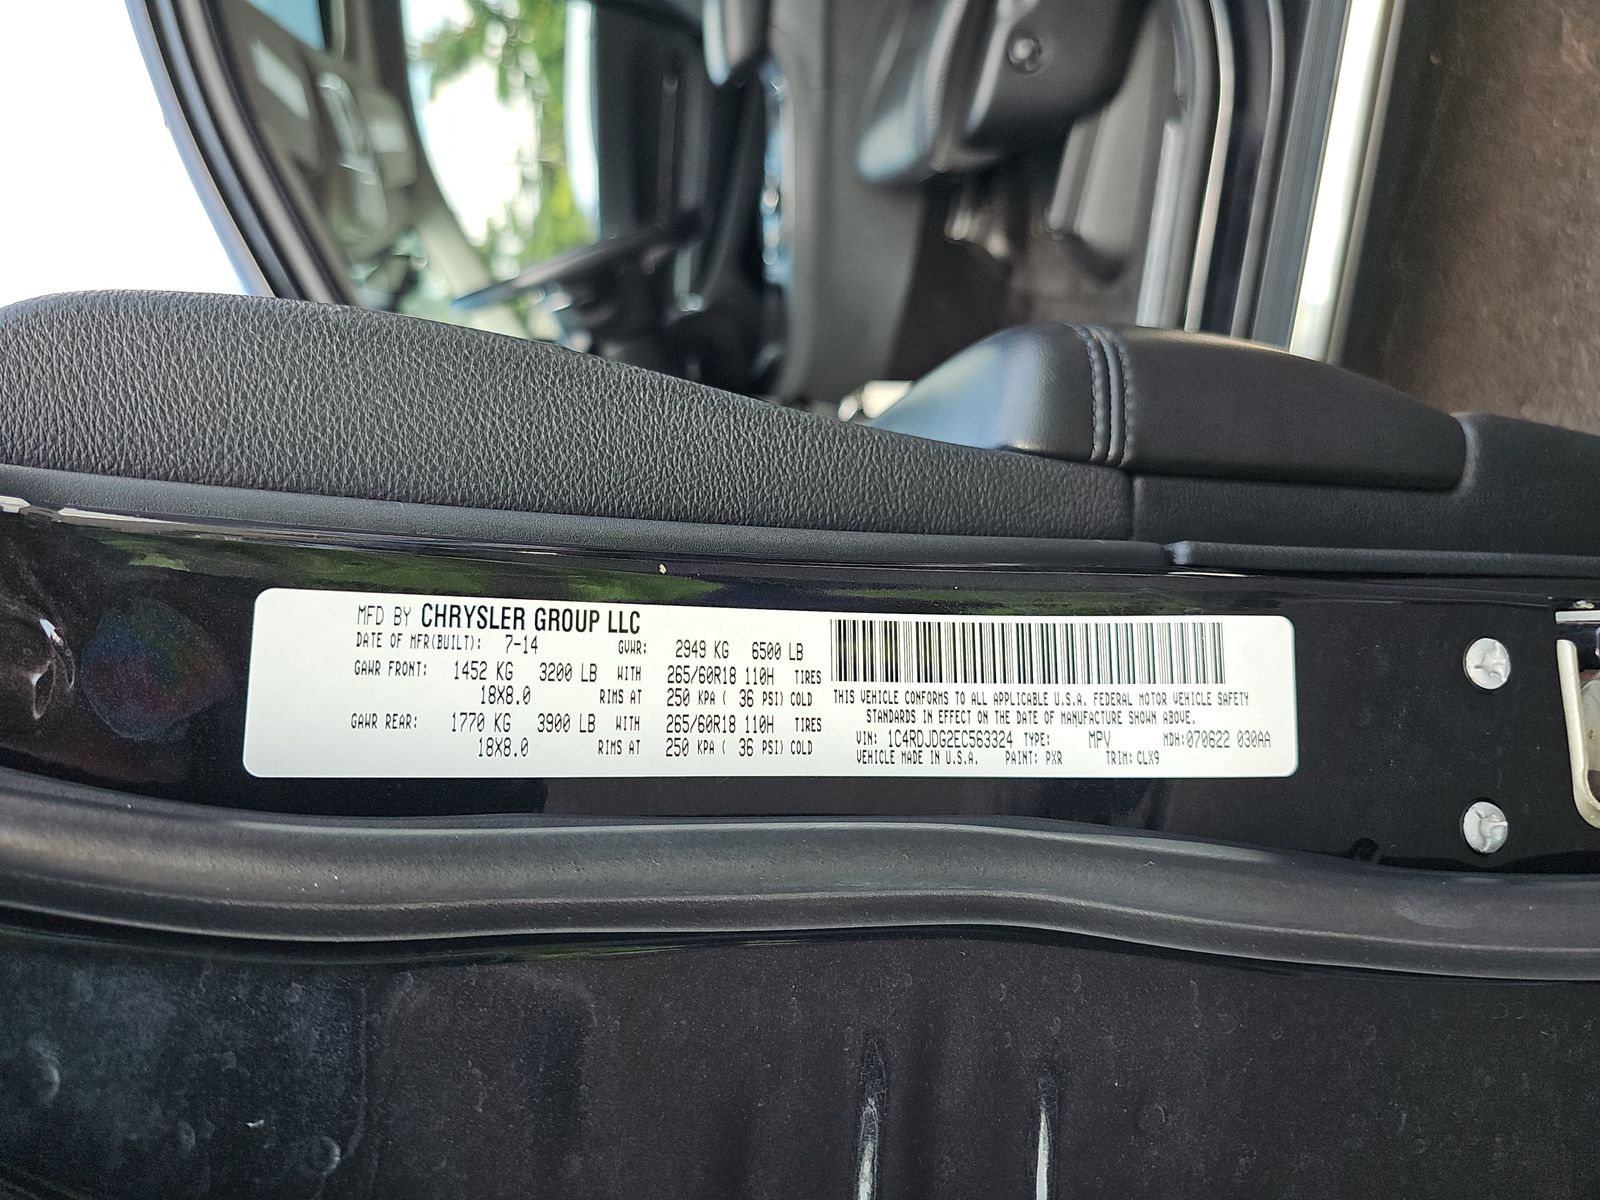 MFD BY CHRYSLER GROUP LLC
DATE OF MFR(BUILT): 7-14 GVWR: 2949 KG 6500 LB
GAWR FRONT: 1452 KG 3200 LB WITH 265/60R18 110H TIRES
18X8.0 RIMS AT 250 KPA ( 36 PSI) COLD
GAWR REAR: 1770 KG 3900 LB WITH 265/60R18 110H TIRES
18X8.0 RIMS AT 250 KPA ( 36 PSI) COLD
THIS VEHICLE CONFORMS TO ALL APPLICABLE U.S.A. FEDERAL MOTOR VEHICLE SAFETY
STANDARDS IN EFFECT ON THE DATE OF MANUFACTURE SHOWN ABOVE.
VIN: 1C4RDJDG2EC563324 TYPE: MPV MDH: 070622 030AA
VEHICLE MADE IN U.S.A. PAINT: PXR TRIM: CLX9